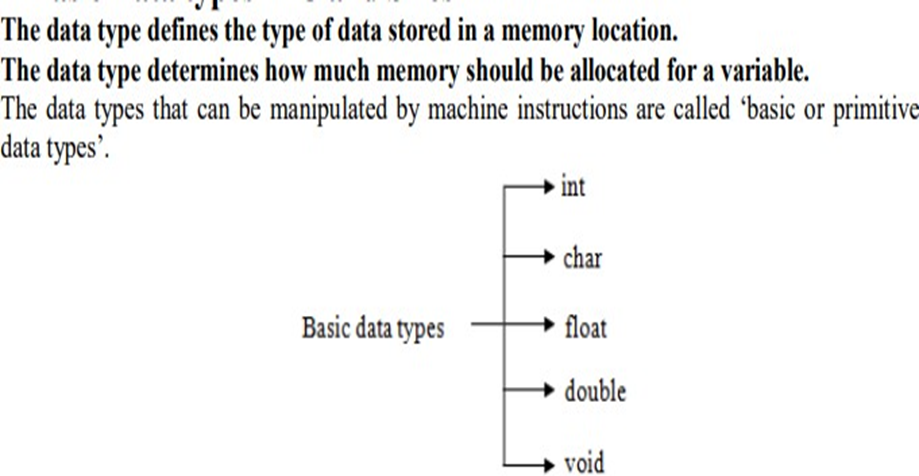 The data type defines the type of data stored in a memory location.
The data type determines how much memory should be allocated for a variable.
The data types that can be manipulated by machine instructions are called ‘basic or primitive
data types’.
int
char
Basic data types float
double
void